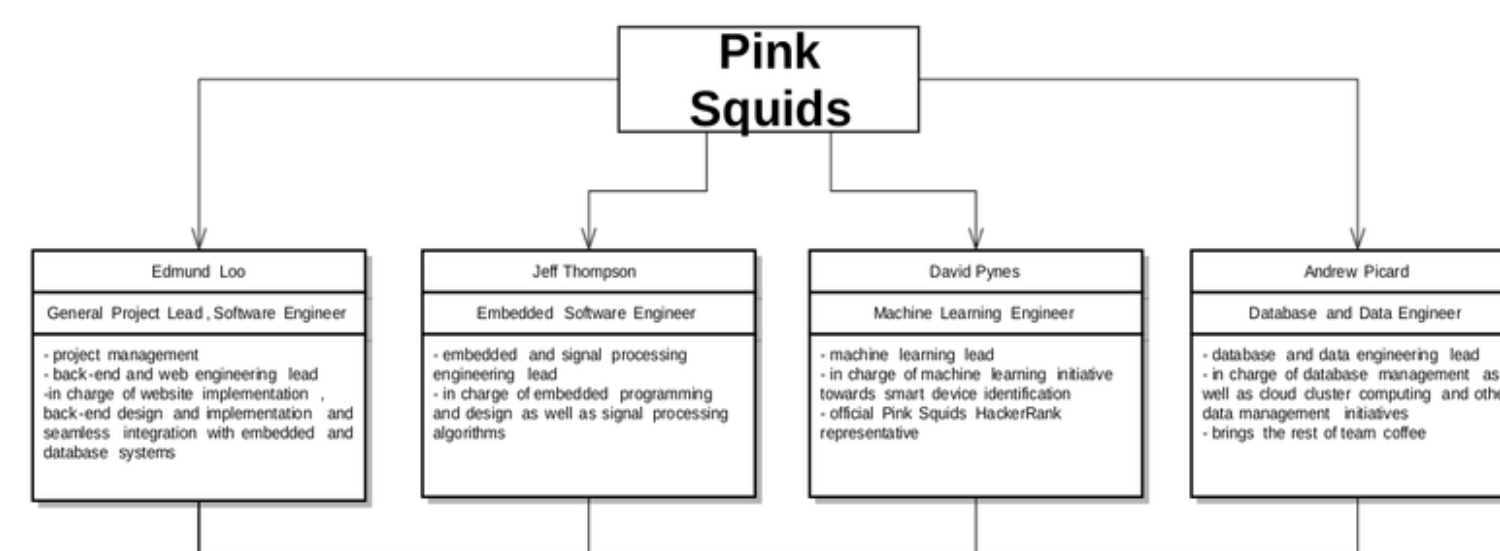 Pink
Squids
Edmund Loo
General Project Lead, Software Engineer
- project management
- back-end and web engineering lead
-in charge of website implementation ,
back-end design and implementation and
seamless integration with embedded and
database systems
Jeff Thompson
Embedded Software Engineer
- embedded and signal processing
engineering lead
- in charge of embedded programming
and design as well as signal processing
algorithms
David Pynes
Machine Learning Engineer
- machine learning lead
- in charge of machine learning initiative
towards smart device identification
- official Pink Squids HackerRank
representative
Andrew Picard
Database and Data Engineer
- database and data engineering lead
- in charge of database management as
well as cloud cluster computing and othe
data management initiatives
- brings the rest of team coffee